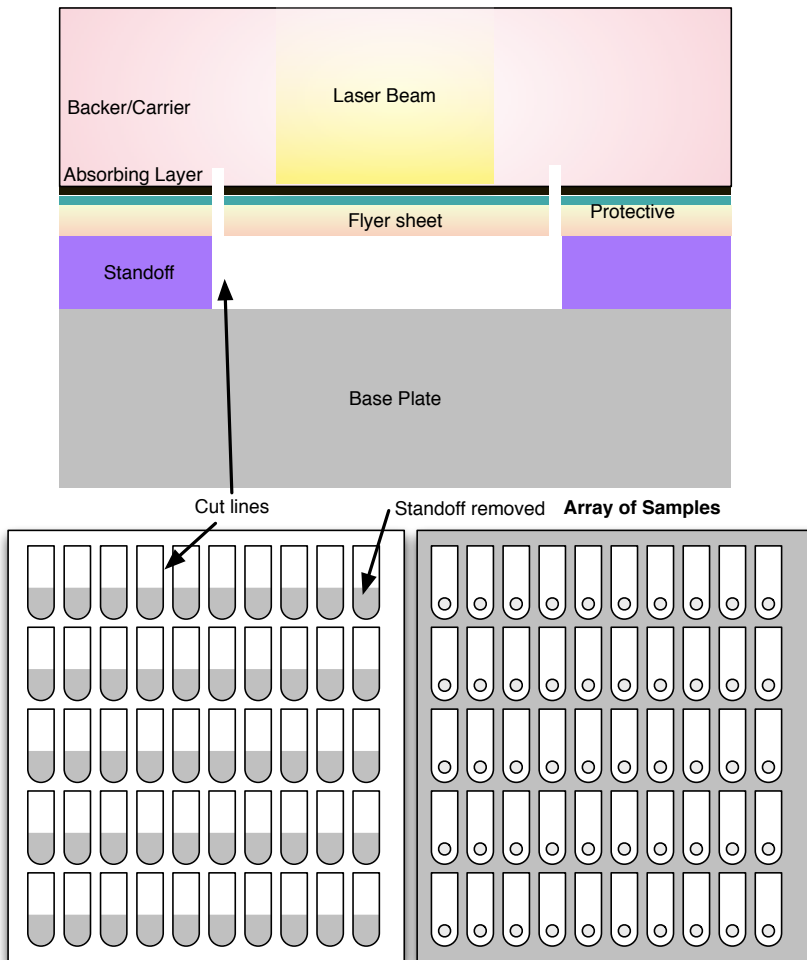 Laser Beam
Backer/Carrier
Absorbing Layer
Flyer sheet
Protective
Standoff
Base Plate
Cut lines
Standoff removed
Array of Samples